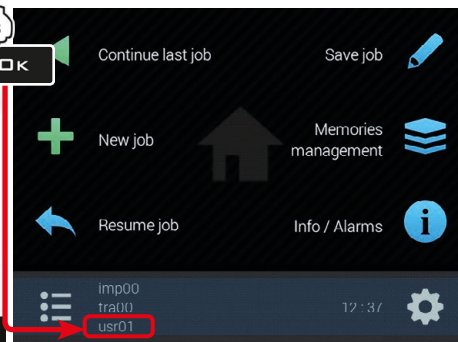 OK
Continue last job
Save job
New job
Memories
management
Resume job
Info / Alarms
imp00
tra00
12:37
usr01